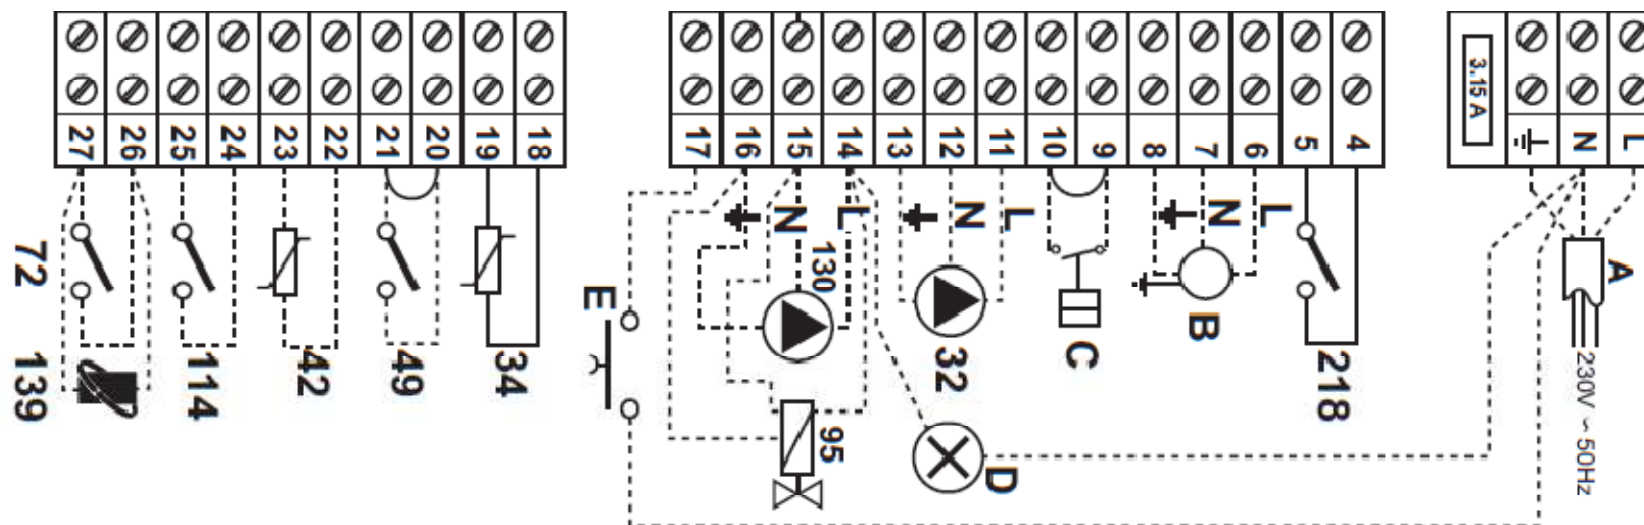 27 26 25 24 23 22 21 20 19 18
17 16 15 14 13 12 11 10 9 8 7 6 5 4
3.15 A
N L
N L N L N L
72
139
114
42
49
34
E
130
95
32
D
C
B
218
A
230V ~ 50Hz